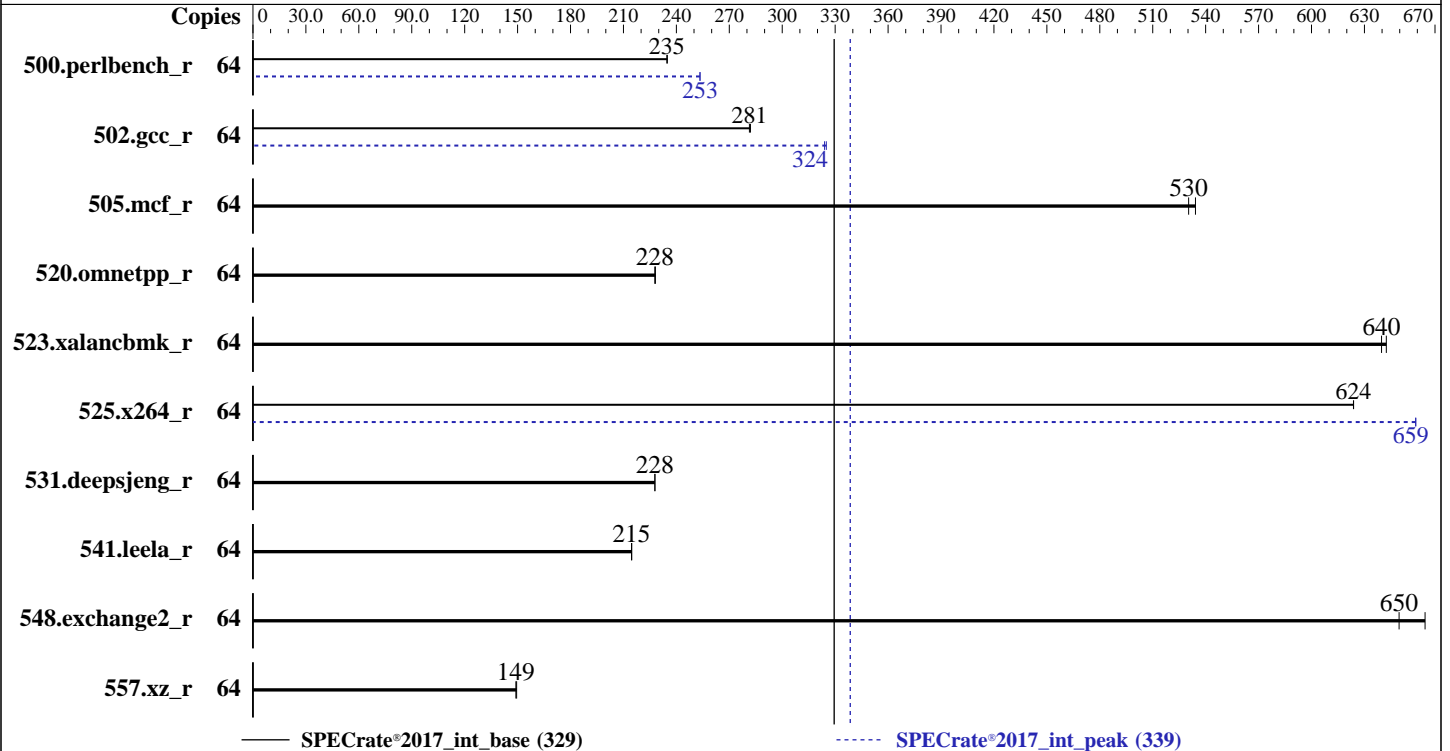 Copies 0 30.0 60.0 90.0 120 150 180 210 240 270 300 330 360 390 420 450 480 510 540 570 600 630 670
235
500.perlbench_r 64
253
281
502.gcc_r 64
324
530
505.mcf_r 64
228
520.omnetpp_r 64
640
523.xalancbmk_r 64
624
525.x264_r 64
659
228
531.deepsjeng_r 64
215
541.leela_r 64
650
548.exchange2_r 64
149
557.xz_r 64
SPECrate®2017_int_base (329) SPECrate®2017_int_peak (339)